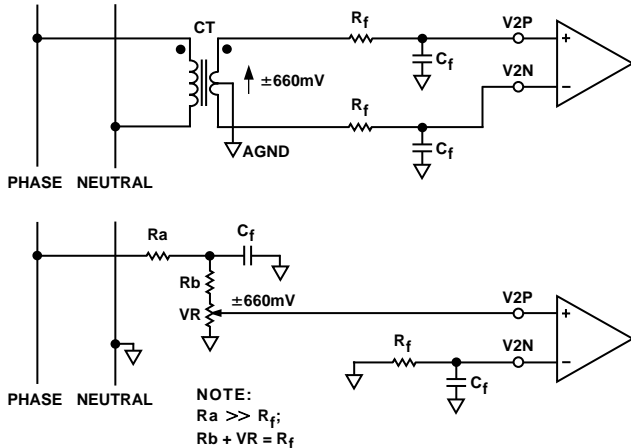 CT
Rf
V2P
+
Cf
±660mV
V2N
Rf
−
Cf
AGND
PHASE NEUTRAL
Ra
Cf
Rb
±660mV
VR
V2P
+
Rf
V2N
−
Cf
PHASE NEUTRAL
NOTE:
Ra >> Rf;
Rb + VR = Rf